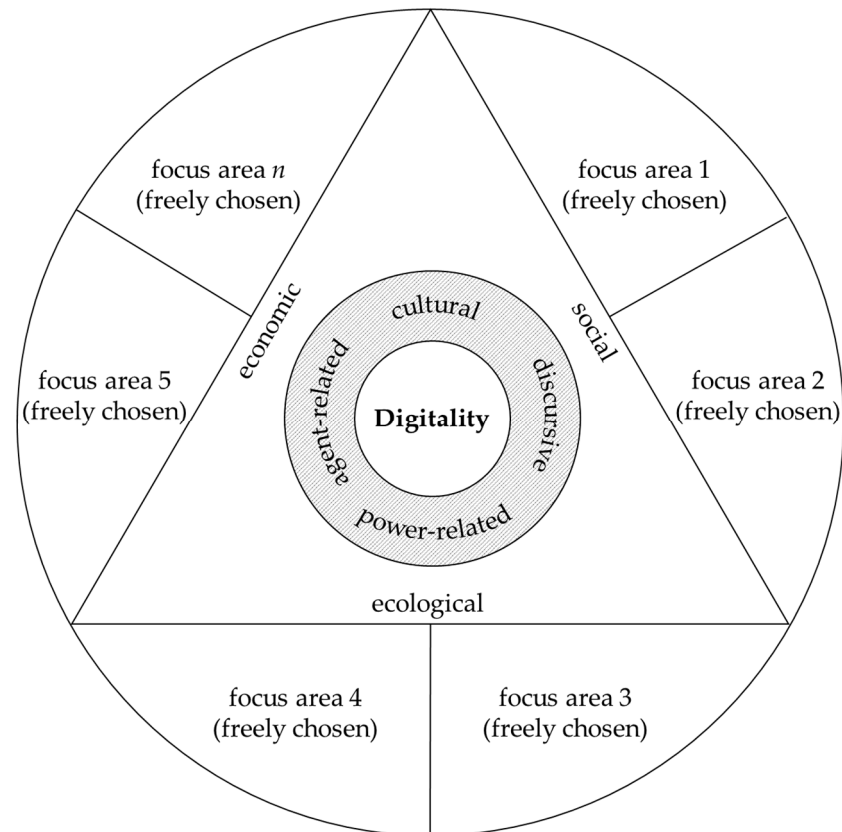 focus area n
(freely chosen)
focus area 1
(freely chosen)
economic
social
cultural
agent-related
Digitality
discursive
focus area 5
(freely chosen)
focus area 2
(freely chosen)
power-related
ecological
focus area 4
(freely chosen)
focus area 3
(freely chosen)